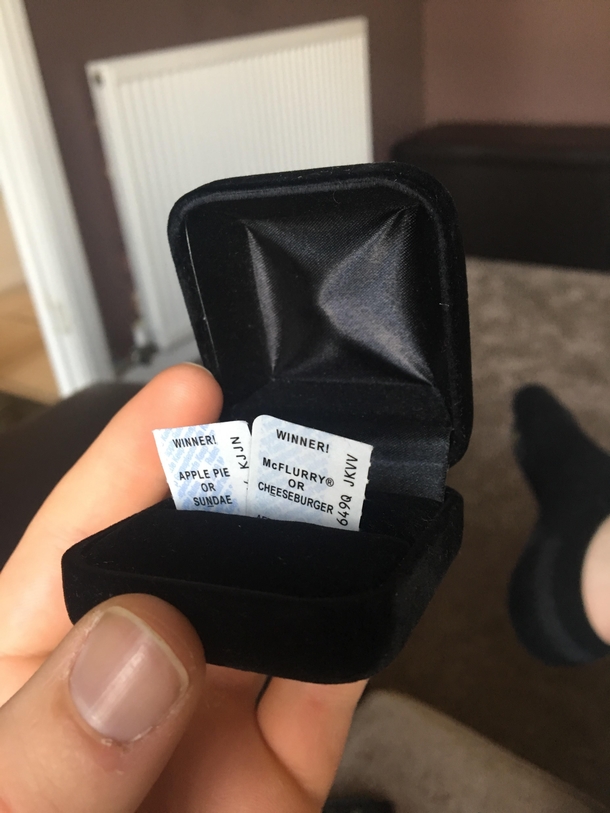 WINNER!
APPLE PIE
OR
SUNDAE
KJJN
WINNER!
McFLURRY®
OR
CHEESEBURGER
649Q JKVV